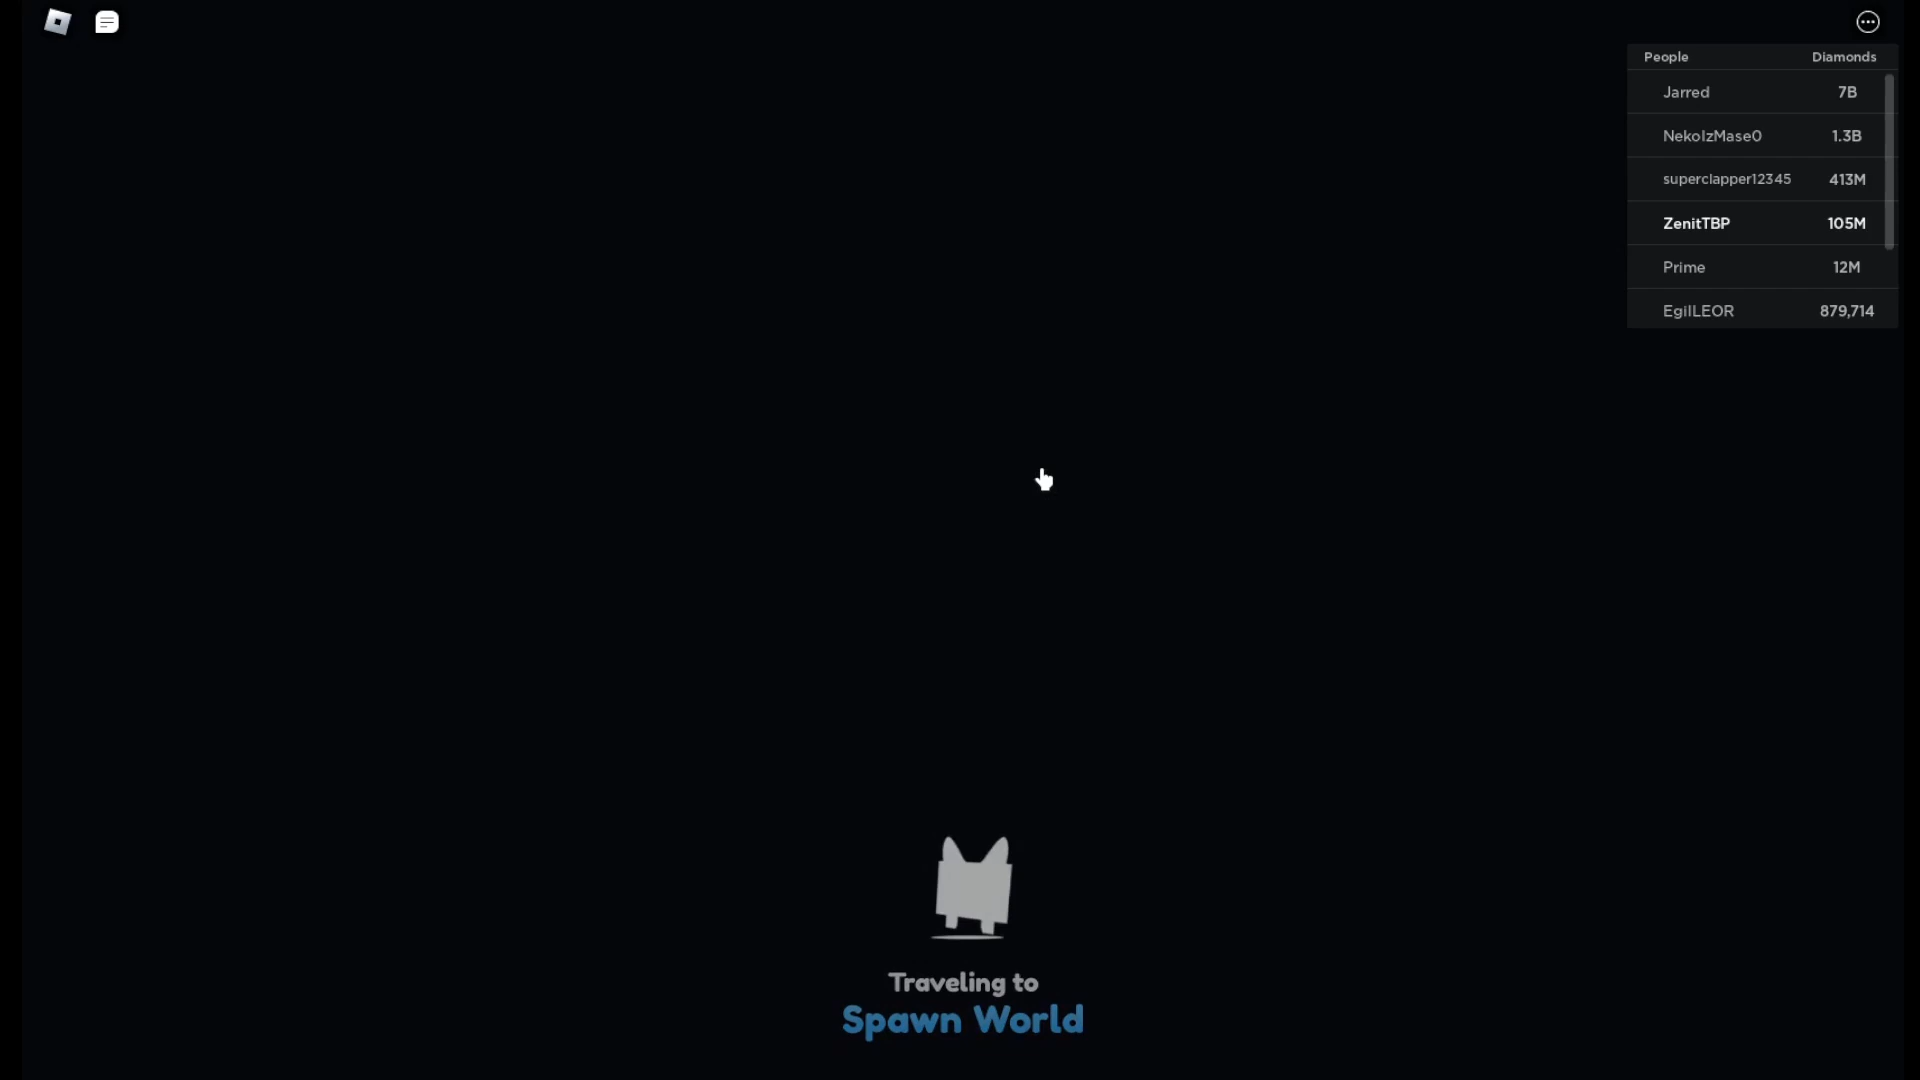 People Diamonds
Jarred 7B
NekoIzMase0 1.3B
superclapper12345 413M
ZenitTBP 105M
Prime 12M
EgilLEOR 879,714
Traveling to
Spawn World